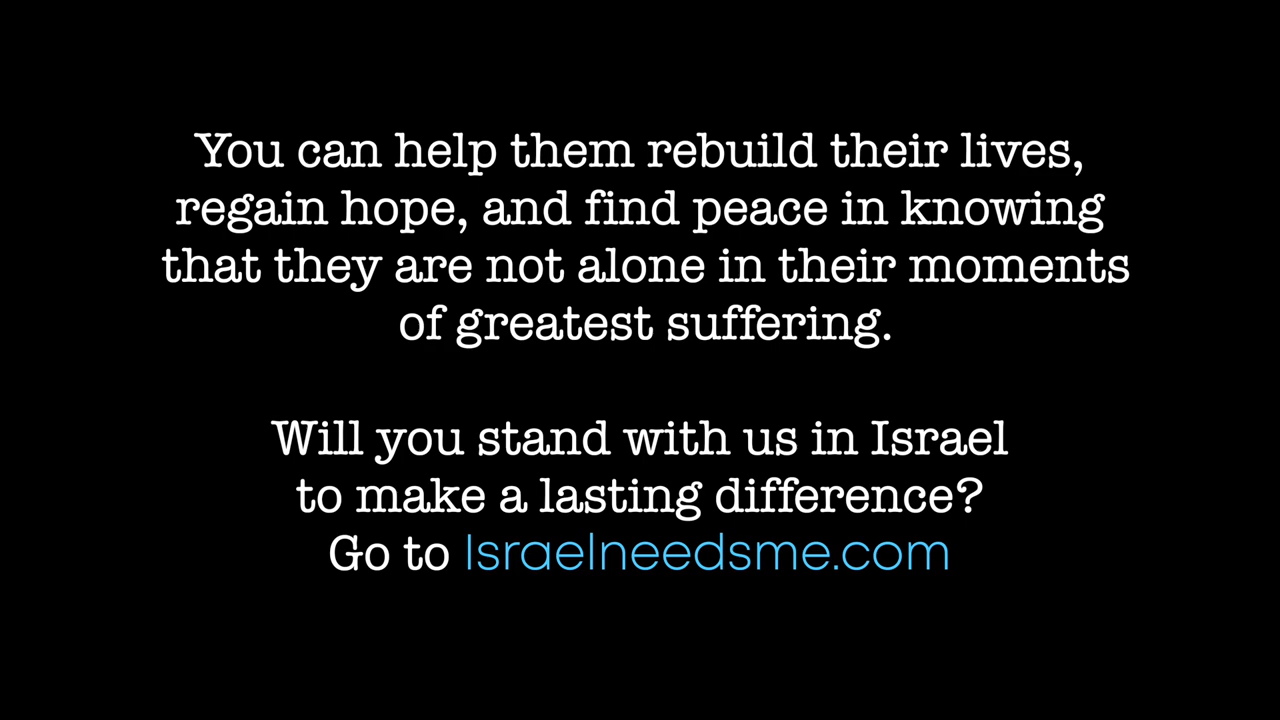 You can help them rebuild their lives,
regain hope, and find peace in knowing
that they are not alone in their moments
of greatest suffering.
Will you stand with us in Israel
to make a lasting difference?
Go to Israelneedsme.com